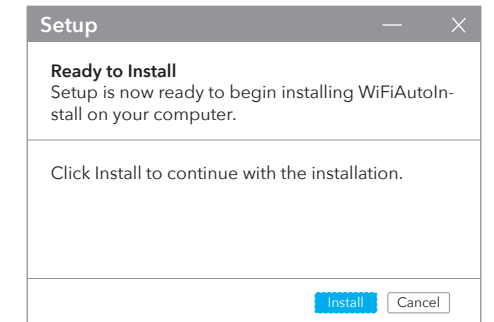 Setup
Ready to Install
Setup is now ready to begin installing WiFiAutoIn-
stall on your computer.
Click Install to continue with the installation.
Install Cancel